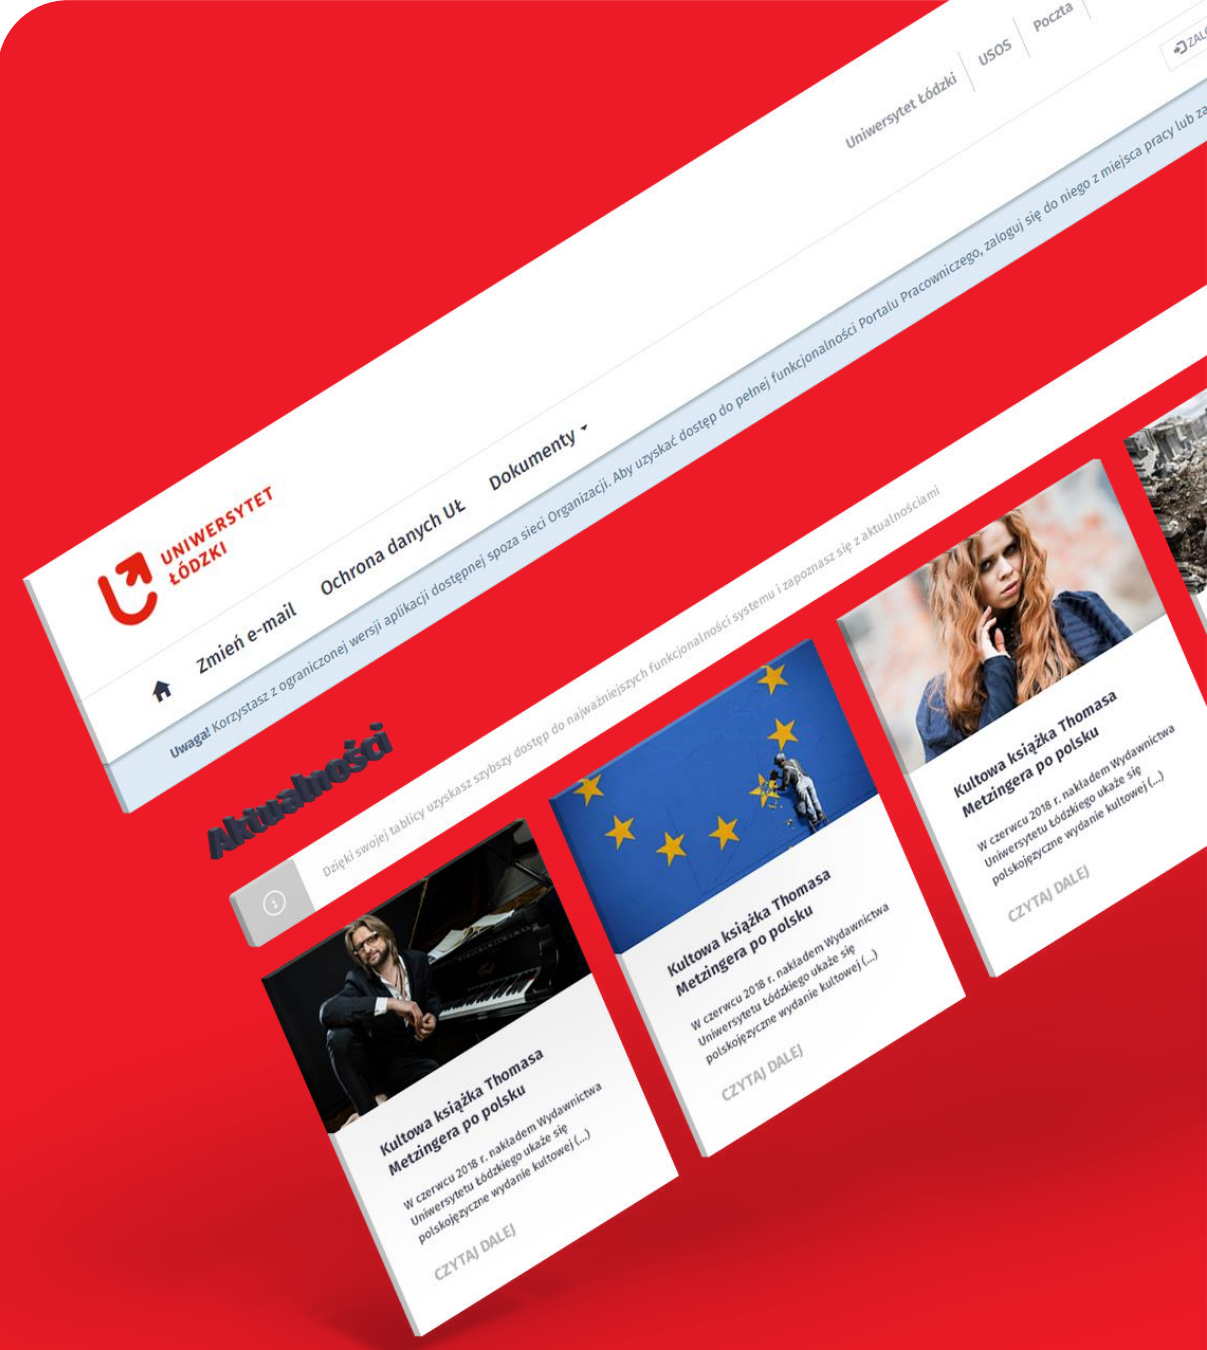 Uniwersytet Łódzki
USOS
Poczta
UNIWERSYTET
ŁÓDZKI
Zmień e-mail
Ochrona danych UŁ
Dokumenty
Uwaga! Korzystasz z ograniczonej wersji aplikacji dostępnej spoza sieci Organizacji. Aby uzyskać dostęp do pełnej funkcjonalności Portalu Pracowniczego, zaloguj się do niego z miejsca pracy lub
Aktualności
Dzięki swojej tablicy uzyskasz szybszy dostęp do najważniejszych funkcjonalności systemu i zapoznasz się z aktualnościami
Kultowa książka Thomasa
Metzingera po polsku
W czerwcu 2018 r. nakładem Wydawnictwa
Uniwersytetu Łódzkiego ukaże się
polskojęzyczne wydanie kultowej (...)
CZYTAJ DALEJ
Kultowa książka Thomasa
Metzingera po polsku
W czerwcu 2018 r. nakładem Wydawnictwa
Uniwersytetu Łódzkiego ukaże się
polskojęzyczne wydanie kultowej (...)
CZYTAJ DALEJ
Kultowa książka Thomasa
Metzingera po polsku
W czerwcu 2018 r. nakładem Wydawnictwa
Uniwersytetu Łódzkiego ukaże się
polskojęzyczne wydanie kultowej (...)
CZYTAJ DALEJ